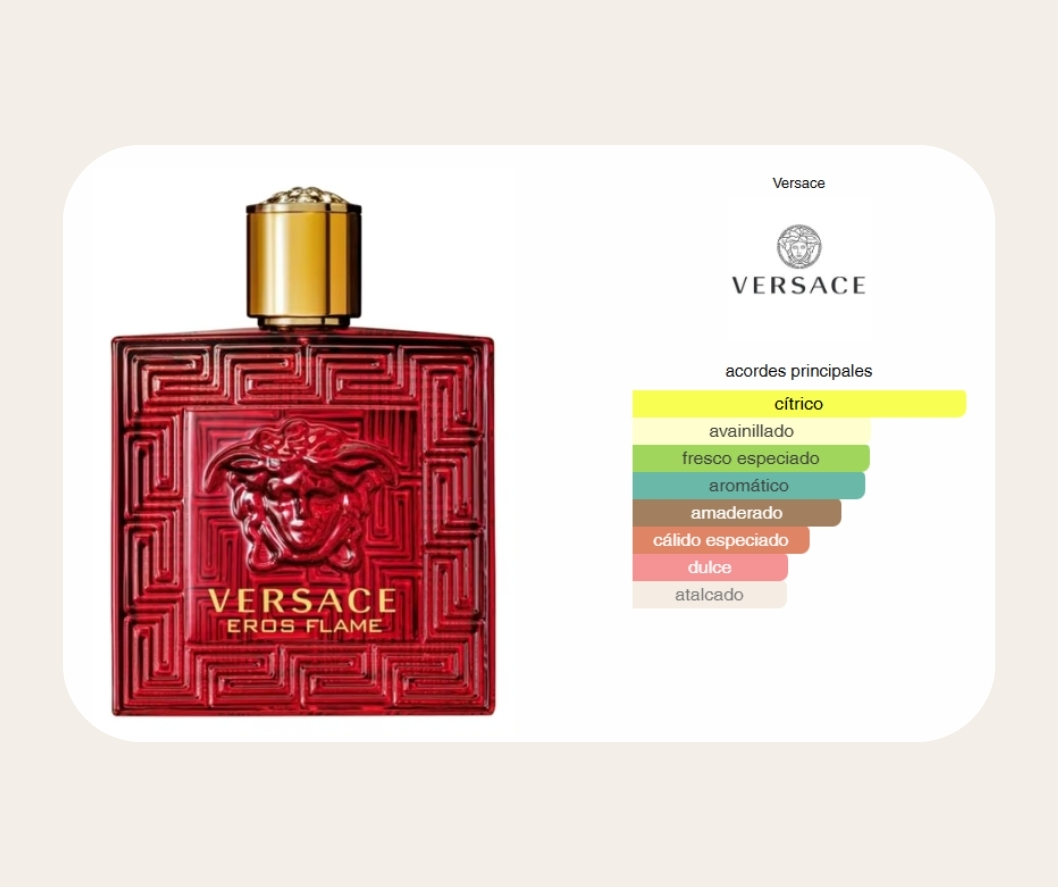 VERSACE
EROS FLAME
Versace
VERSACE
acordes principales
cítrico
avainillado
fresco especiado
aromático
amaderado
cálido especiado
dulce
atalcado